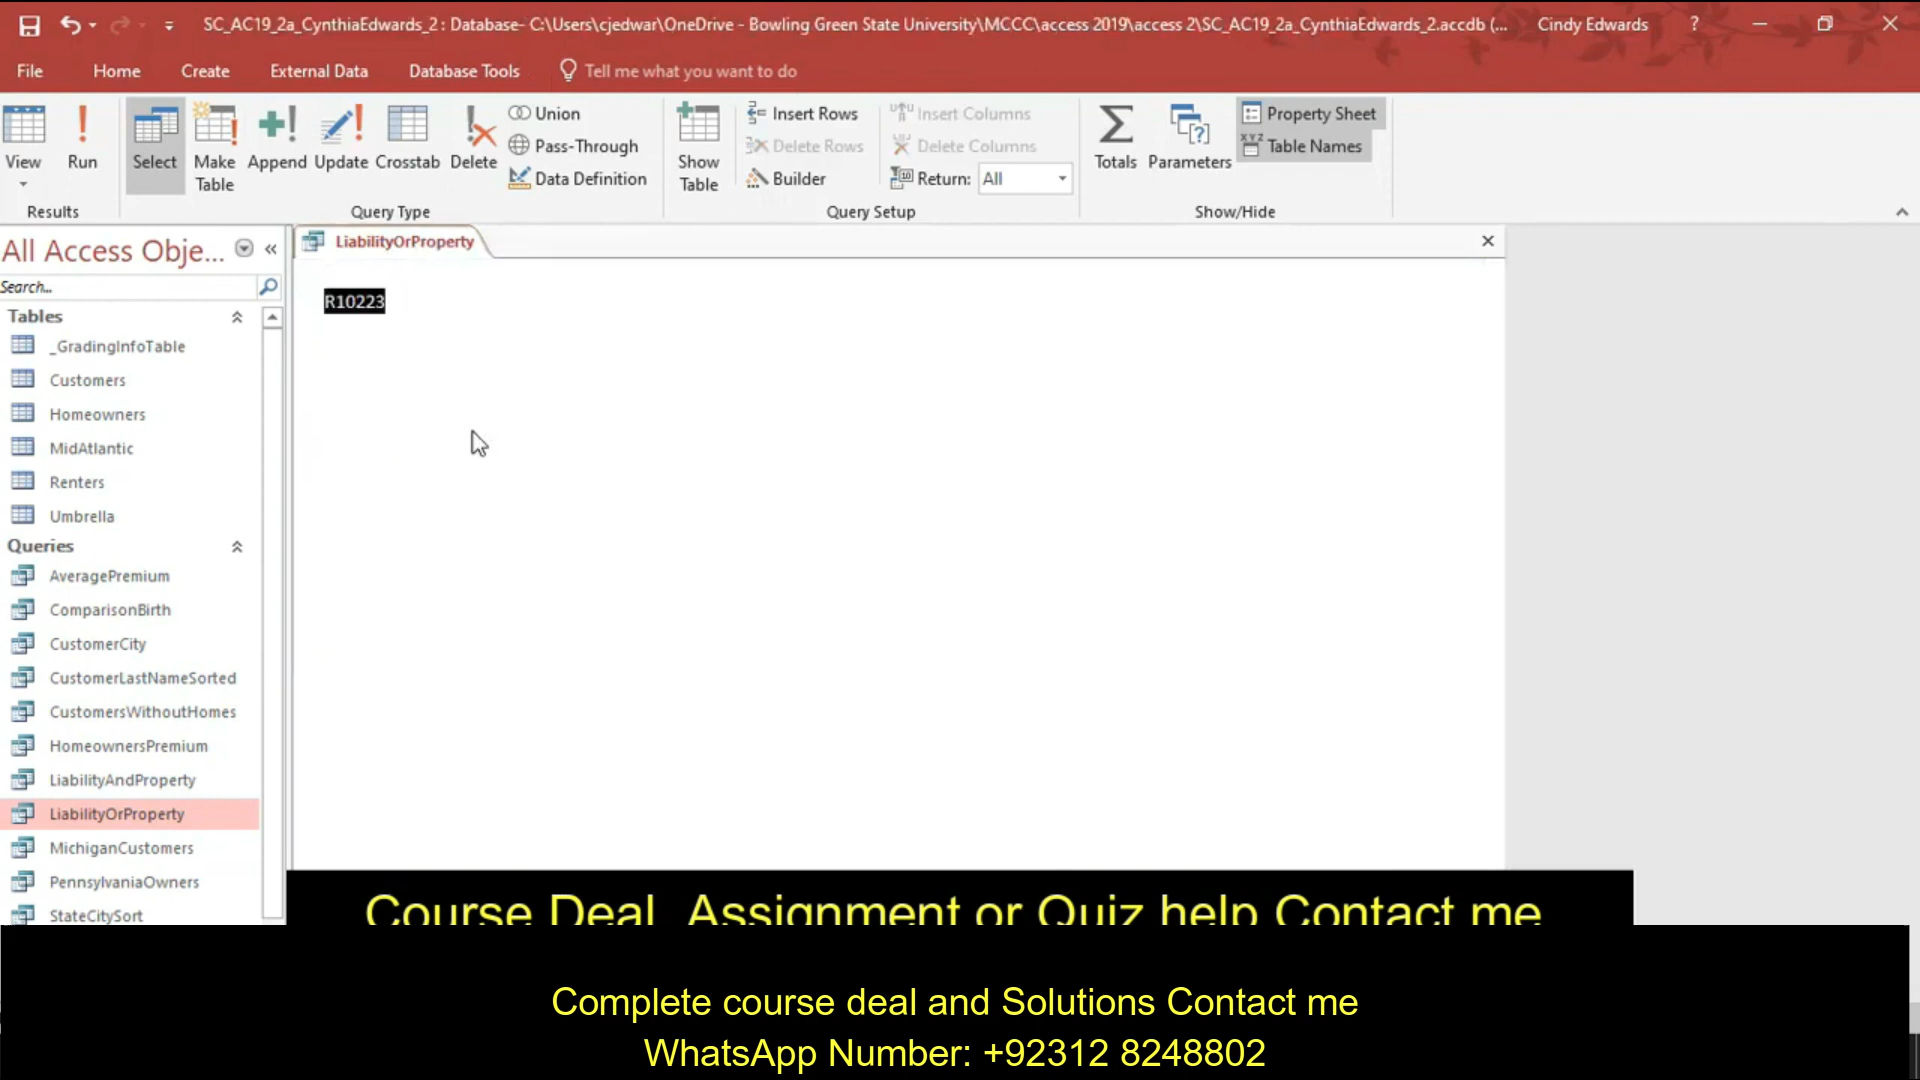 SC_AC19_2a_CynthiaEdwards_2 : Database- C:\Users\cjedwar\OneDrive - Bowling Green State University\MCCC\access 2019\access 2\SC_AC19_2a_CynthiaEdwards_2.accdb (...
Cindy Edwards
?
File
Home
Create
External Data
Database Tools
Tell me what you want to do
View
Run
Select
Make
Table
Append
Update
Crosstab
Delete
Union
Pass-Through
Data Definition
Show
Table
Insert Rows
Delete Rows
Builder
Insert Columns
Delete Columns
Return: All
Totals
Parameters
Property Sheet
Table Names
Results
Query Type
Query Setup
Show/Hide
All Access Obje...
Search...
Tables
_GradingInfoTable
Customers
Homeowners
MidAtlantic
Renters
Umbrella
Queries
AveragePremium
ComparisonBirth
CustomerCity
CustomerLastNameSorted
CustomersWithoutHomes
HomeownersPremium
LiabilityAndProperty
LiabilityOrProperty
MichiganCustomers
PennsylvaniaOwners
StateCitySort
LiabilityOrProperty
R10223
Course Deal, Assignment or Quiz help Contact me
Complete course deal and Solutions Contact me
WhatsApp Number: +92312 8248802